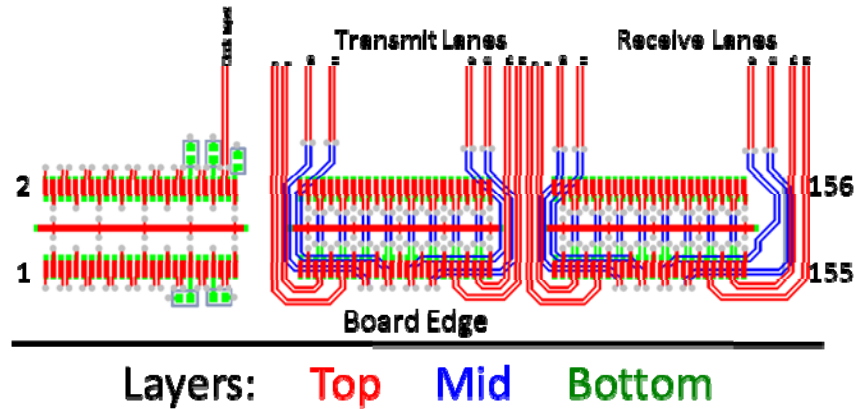 Transmit Lanes
Receive Lanes
2
156
1
155
Board Edge
Layers: Top Mid Bottom